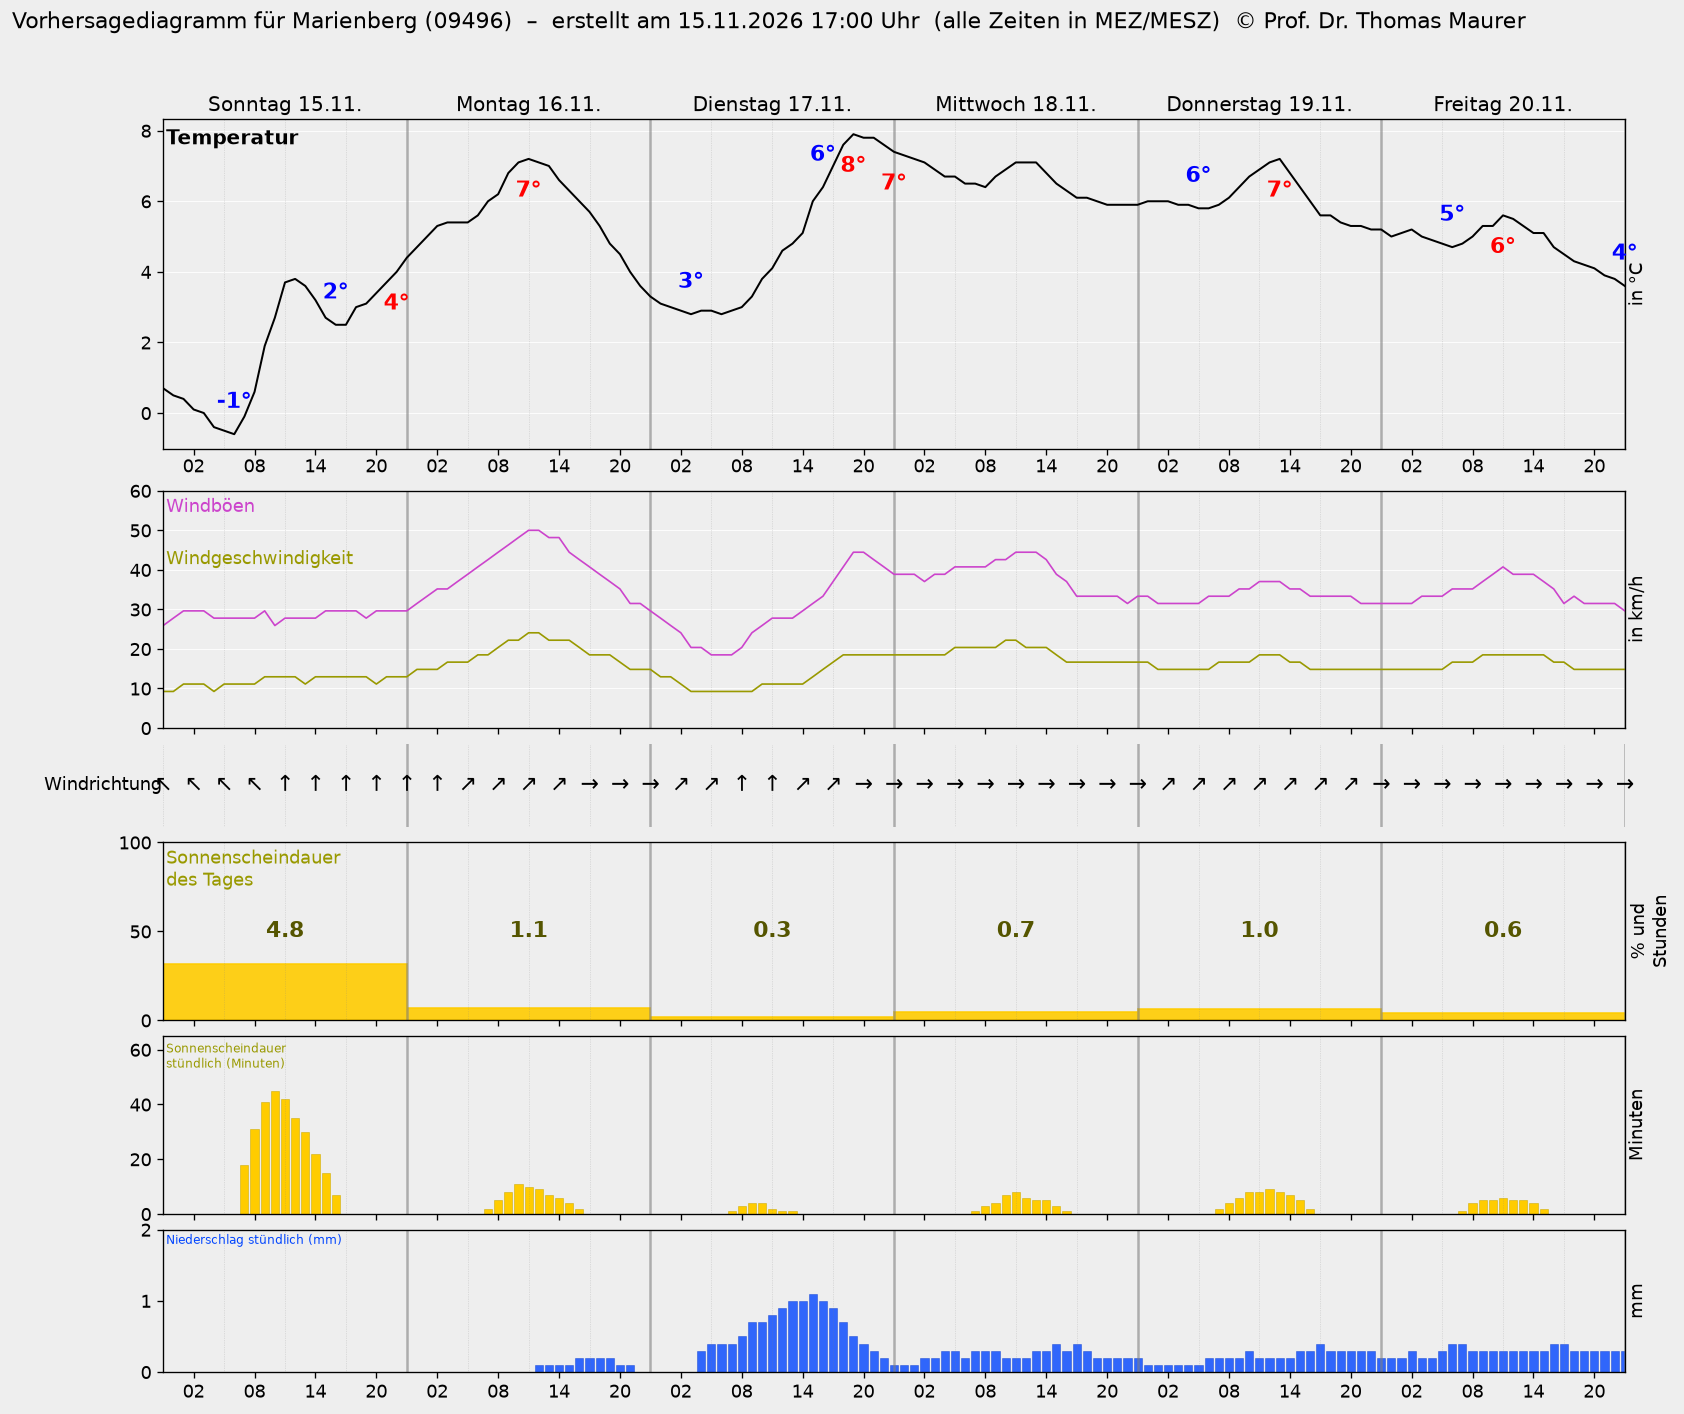 Vorhersagediagramm für Marienberg (09496)  –  erstellt am 15.11.2026 17:00 Uhr  (alle Zeiten in MEZ/MESZ)  © Prof. Dr. Thomas Maurer
Sonntag 15.11. Montag 16.11. Dienstag 17.11. Mittwoch 18.11. Donnerstag 19.11. Freitag 20.11.
Temperatur
8
6
4
2
0
-1° 2° 4° 7° 3° 6° 8° 7° 6° 7° 5° 6° 4°
in °C
02 08 14 20 02 08 14 20 02 08 14 20 02 08 14 20 02 08 14 20 02 08 14 20
Windböen
Windgeschwindigkeit
60
50
40
30
20
10
0
in km/h
Windrichtung
Sonnenscheindauer
des Tages
100
50
0
4.8 1.1 0.3 0.7 1.0 0.6
% und
Stunden
Sonnenscheindauer
stündlich (Minuten)
60
40
20
0
Minuten
Niederschlag stündlich (mm)
2
1
0
mm
02 08 14 20 02 08 14 20 02 08 14 20 02 08 14 20 02 08 14 20 02 08 14 20